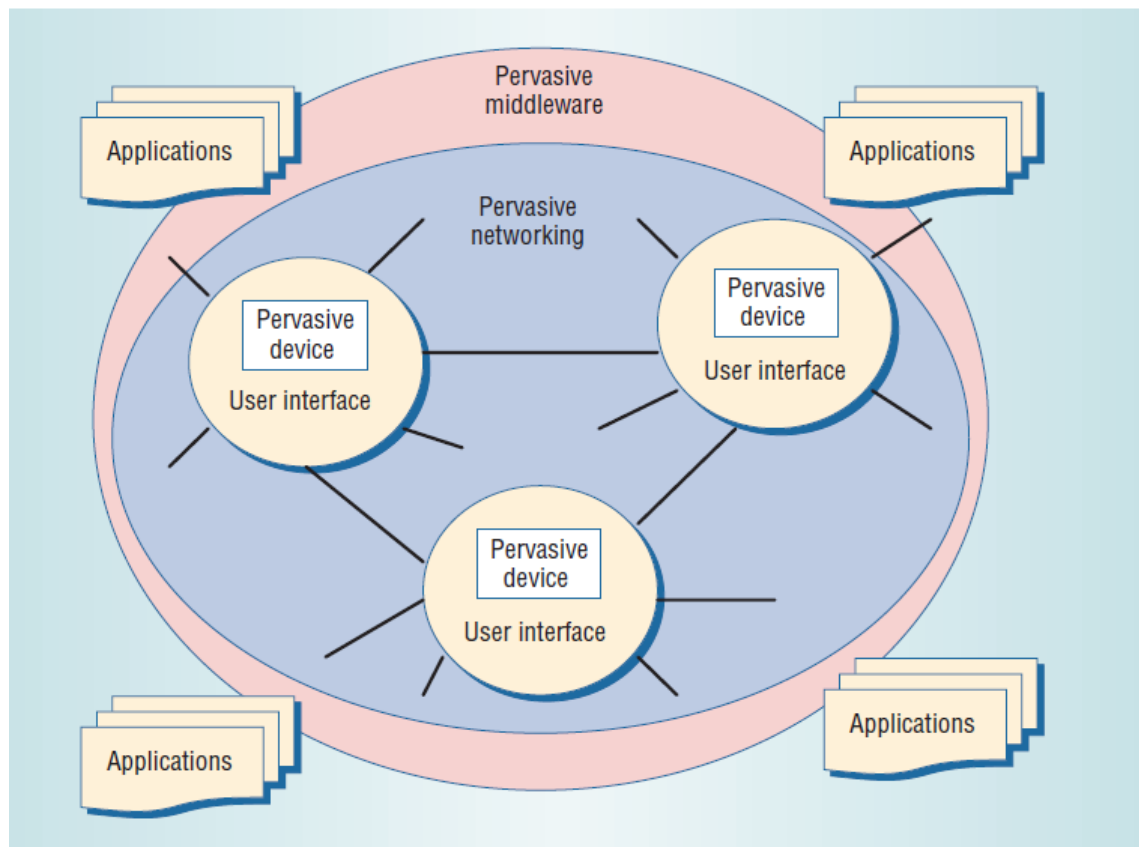 Pervasive
middleware
Applications
Applications
Pervasive
networking
Pervasive
device
User interface
Pervasive
device
User interface
Pervasive
device
User interface
Applications
Applications